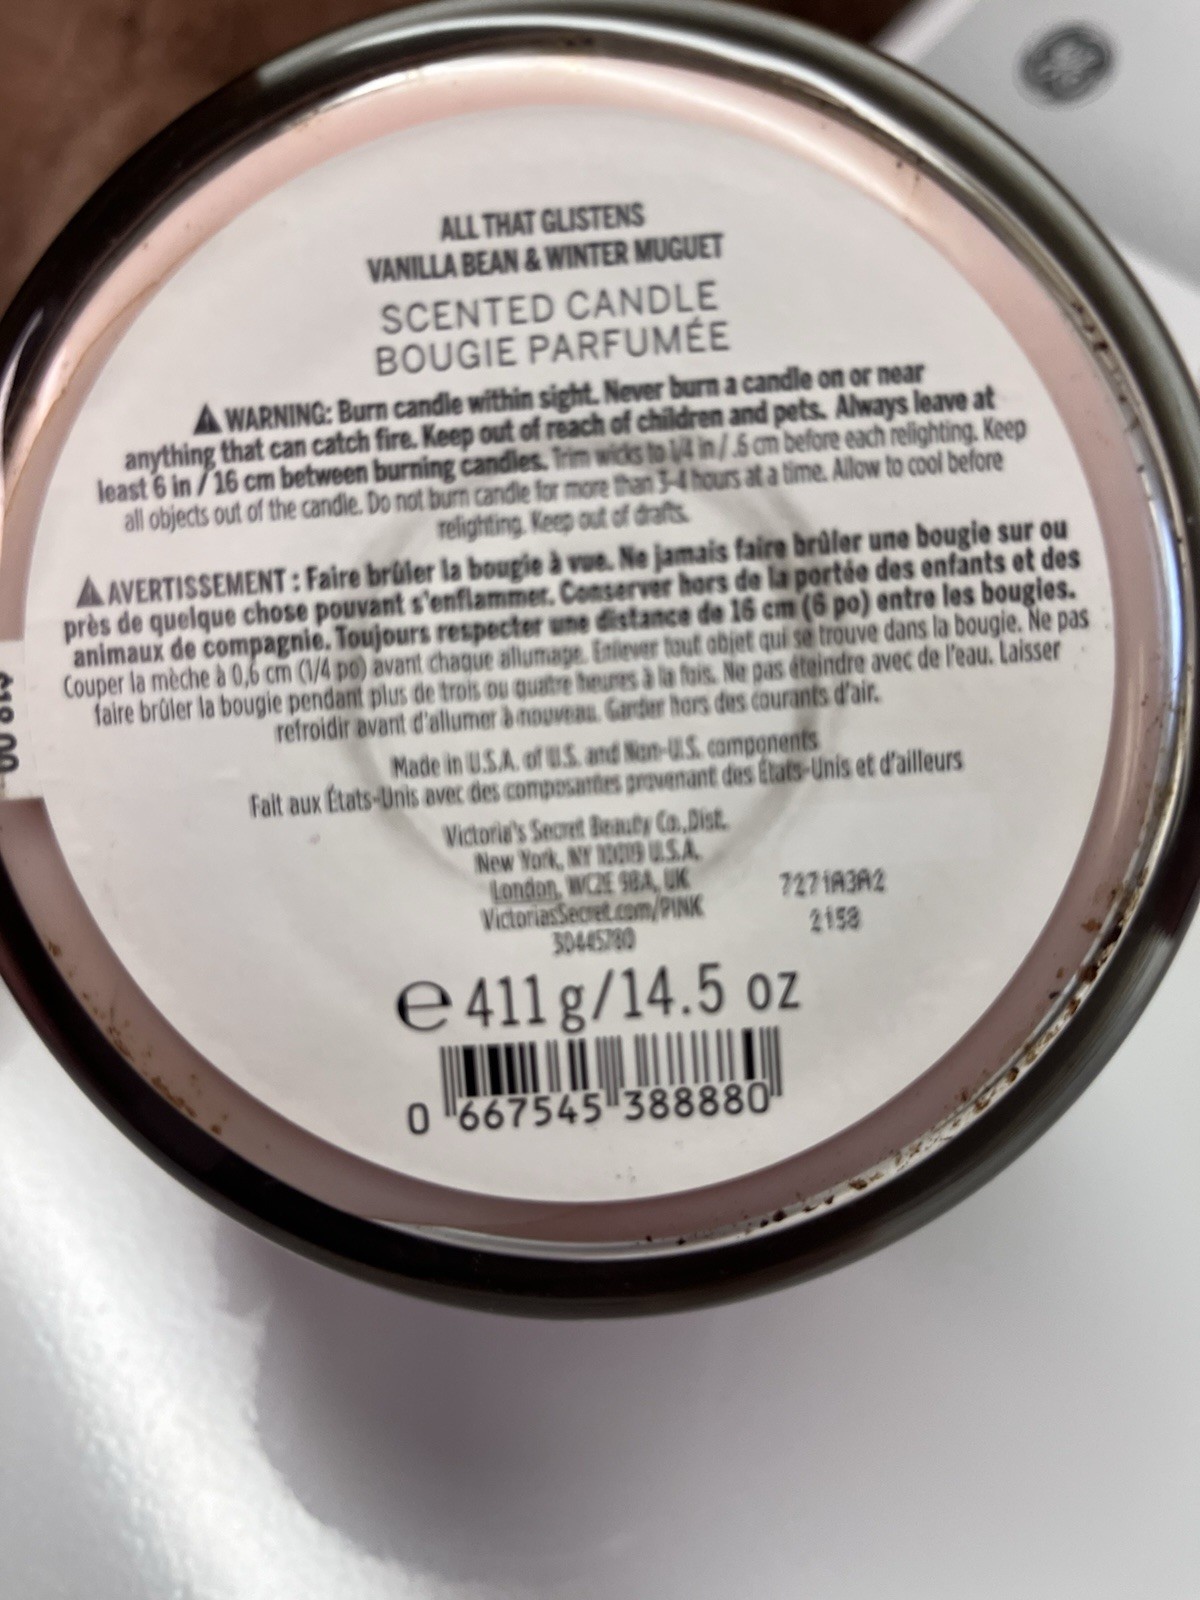 ALL THAT GLISTENS
VANILLA BEAN & WINTER MUGUET
SCENTED CANDLE
BOUGIE PARFUMÉE
WARNING: Burn candle within sight. Never burn a candle on or near
anything that can catch fire. Keep out of reach of children and pets. Always leave at
least 6 in / 16 cm between burning candles. Trim wicks to 1/4 in / .6 cm before each relighting. Keep
all objects out of the candle. Do not burn candle for more than 3-4 hours at a time. Allow to cool before
relighting. Keep out of drafts.
AVERTISSEMENT : Faire brûler la bougie à vue. Ne jamais faire brûler une bougie sur ou
près de quelque chose pouvant s'enflammer. Conserver hors de la portée des enfants et des
animaux de compagnie. Toujours respecter une distance de 16 cm (6 po) entre les bougies.
Couper la mèche à 0,6 cm (1/4 po) avant chaque allumage. Enlever tout objet qui se trouve dans la bougie. Ne pas
faire brûler la bougie pendant plus de trois ou quatre heures à la fois. Ne pas éteindre avec de l'eau. Laisser
refroidir avant d'allumer à nouveau. Garder hors des courants d'air.
Made in U.S.A. of U.S. and Non-U.S. components
Fait aux États-Unis avec des composantes provenant des États-Unis et d'ailleurs
Victoria's Secret Beauty Co., Dist.
New York, NY 10019 U.S.A.
London, WC2E 9BA, UK
VictoriasSecret.com/PINK
30445780
7271A3A2
2158
e 411 g/14.5 oz
0 667545 388880